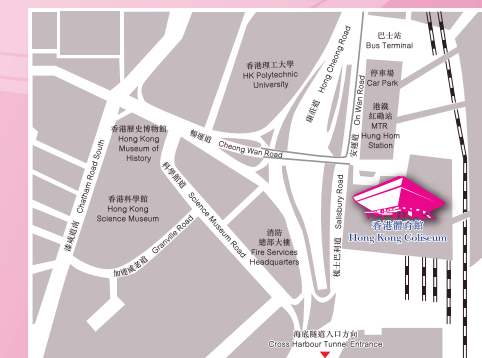 巴士站
Bus Terminal
香港理工大學
HK Polytechnic
University
康莊道 Hong Cheong Road
停車場
Car Park
安運道 On Wan Road
港鐵
紅磡站
MTR
Hung Hom
Station
香港歷史博物館
Hong Kong
Museum of
History
暢運道 Cheong Wan Road
漆咸道南 Chatham Road South
科學館道 Science Museum Road
香港科學館
Hong Kong
Science Museum
加連威老道 Granville Road
消防
總部大樓
Fire Services
Headquarters
梳士巴利道 Salisbury Road
香港體育館
Hong Kong Coliseum
海底隧道入口方向
Cross Harbour Tunnel Entrance